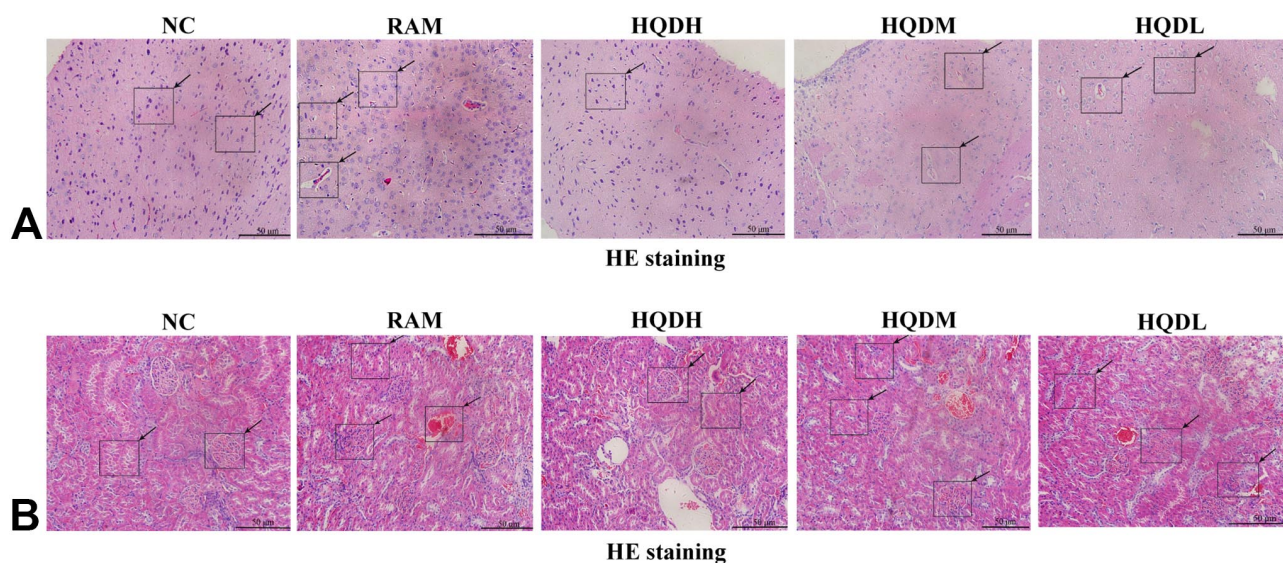 NC RAM HQDH HQDM HQDL
A
50 μm 50 μm 50 μm 50 μm 50 μm
HE staining
NC RAM HQDH HQDM HQDL
B
50 μm 50 μm 50 μm 50 μm 50 μm
HE staining